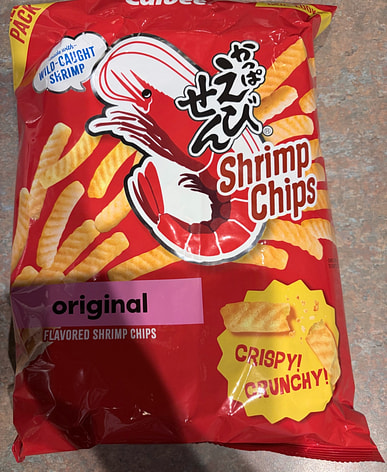 PACK
Calbee
made with
WILD-CAUGHT
SHRIMP
かっぱ
えびせん
®
Shrimp
Chips
original
FLAVORED SHRIMP CHIPS
CRISPY!
CRUNCHY!